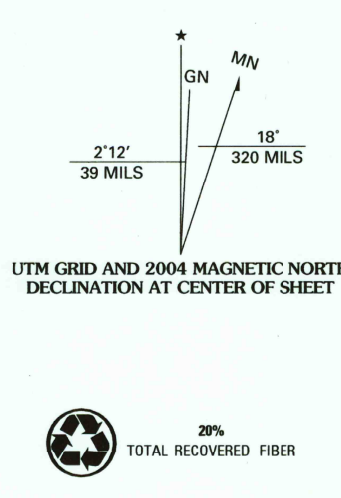 ★
GN
MN
2°12′
39 MILS
18°
320 MILS
UTM GRID AND 2004 MAGNETIC NORTH
DECLINATION AT CENTER OF SHEET
20%
TOTAL RECOVERED FIBER